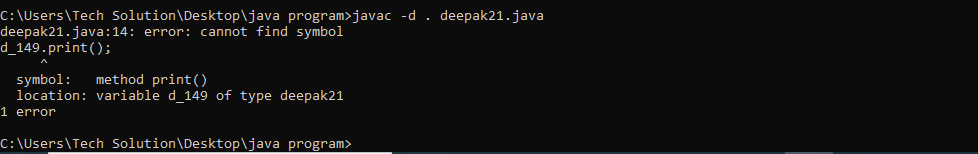 C:\Users\Tech Solution\Desktop\java program>javac -d . deepak21.java
deepak21.java:14: error: cannot find symbol
d_149.print();
     ^
  symbol:   method print()
  location: variable d_149 of type deepak21
1 error
C:\Users\Tech Solution\Desktop\java program>